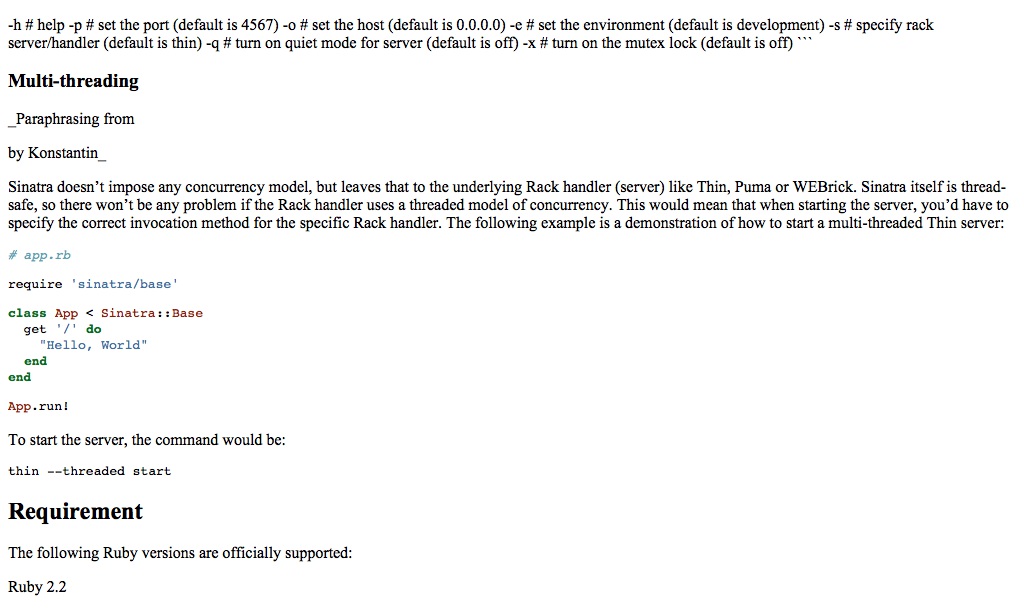 -h # help -p # set the port (default is 4567) -o # set the host (default is 0.0.0.0) -e # set the environment (default is development) -s # specify rack
server/handler (default is thin) -q # turn on quiet mode for server (default is off) -x # turn on the mutex lock (default is off) ```
Multi-threading
_Paraphrasing from
by Konstantin_
Sinatra doesn’t impose any concurrency model, but leaves that to the underlying Rack handler (server) like Thin, Puma or WEBrick. Sinatra itself is thread-
safe, so there won’t be any problem if the Rack handler uses a threaded model of concurrency. This would mean that when starting the server, you’d have to
specify the correct invocation method for the specific Rack handler. The following example is a demonstration of how to start a multi-threaded Thin server:
# app.rb
require 'sinatra/base'
class App < Sinatra::Base
  get '/' do
    "Hello, World"
  end
end
App.run!
To start the server, the command would be:
thin --threaded start
Requirement
The following Ruby versions are officially supported:
Ruby 2.2